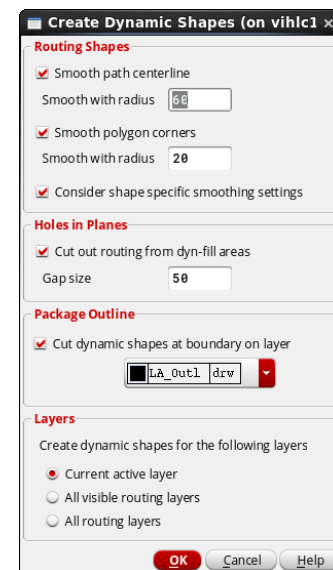 Create Dynamic Shapes (on vihlc1
Routing Shapes
Smooth path centerline
Smooth with radius 60
Smooth polygon corners
Smooth with radius 20
Consider shape specific smoothing settings
Holes in Planes
Cut out routing from dyn-fill areas
Gap size 50
Package Outline
Cut dynamic shapes at boundary on layer
LA_Outl drw
Layers
Create dynamic shapes for the following layers
Current active layer
All visible routing layers
All routing layers
OK Cancel Help